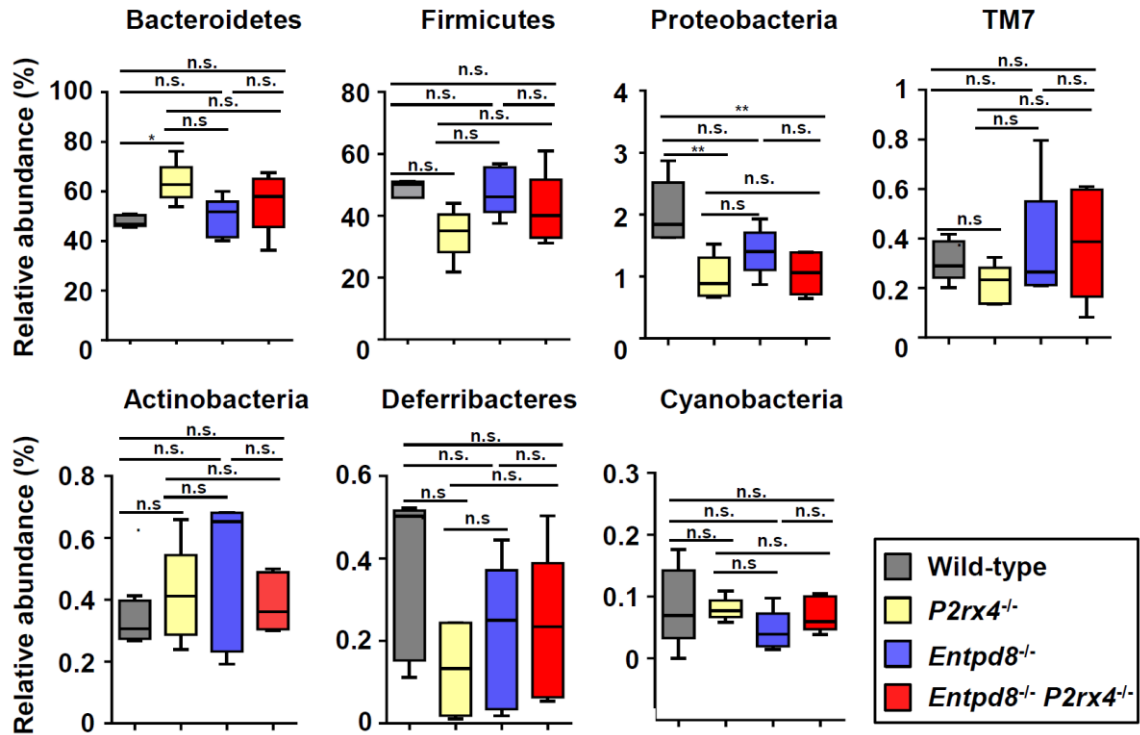 Bacteroidetes
Relative abundance (%)
n.s.
n.s.
n.s.
n.s.
n.s
*
100
80
60
40
20
0
Firmicutes
n.s.
n.s.
n.s.
n.s.
n.s
n.s.
80
60
40
20
0
Proteobacteria
**
n.s.
n.s.
**
n.s.
n.s
4
3
2
1
0
TM7
n.s.
n.s.
n.s.
n.s.
n.s
n.s
1
0.8
0.6
0.4
0.2
0
Actinobacteria
Relative abundance (%)
n.s.
n.s.
n.s.
n.s.
n.s
n.s
0.8
0.6
0.4
0.2
0
Deferribacteres
n.s.
n.s.
n.s.
n.s.
n.s
n.s
0.6
0.4
0.2
0
Cyanobacteria
n.s.
n.s.
n.s.
n.s.
n.s.
n.s
0.3
0.2
0.1
0
Wild-type
P2rx4-/-
Entpd8-/-
Entpd8-/- P2rx4-/-